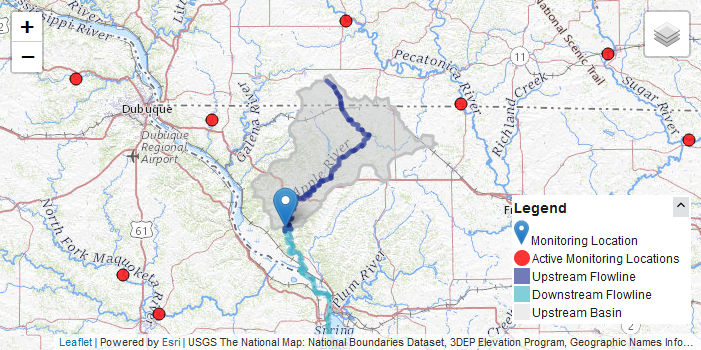 +
−
Mississippi River
National Scenic Trail
Pecatonica River
11
Richland Creek
Sugar River
Dubuque
Galena River
Dubuque
Regional
Airport
Apple River
61
North Fork Maquoketa River
Plum River
Spring
Legend
Monitoring Location
Active Monitoring Locations
Upstream Flowline
Downstream Flowline
Upstream Basin
Creek
Leaflet | Powered by Esri | USGS The National Map: National Boundaries Dataset, 3DEP Elevation Program, Geographic Names Info…